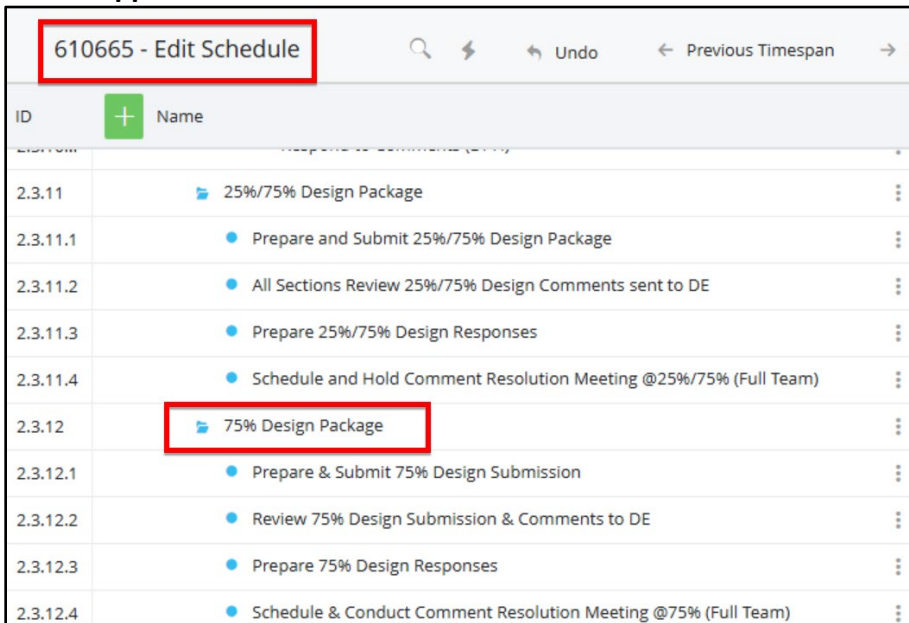 610665 - Edit Schedule Undo ← Previous Timespan →
ID + Name
2.3.11 25%/75% Design Package
2.3.11.1 Prepare and Submit 25%/75% Design Package
2.3.11.2 All Sections Review 25%/75% Design Comments sent to DE
2.3.11.3 Prepare 25%/75% Design Responses
2.3.11.4 Schedule and Hold Comment Resolution Meeting @25%/75% (Full Team)
2.3.12 75% Design Package
2.3.12.1 Prepare & Submit 75% Design Submission
2.3.12.2 Review 75% Design Submission & Comments to DE
2.3.12.3 Prepare 75% Design Responses
2.3.12.4 Schedule & Conduct Comment Resolution Meeting @75% (Full Team)